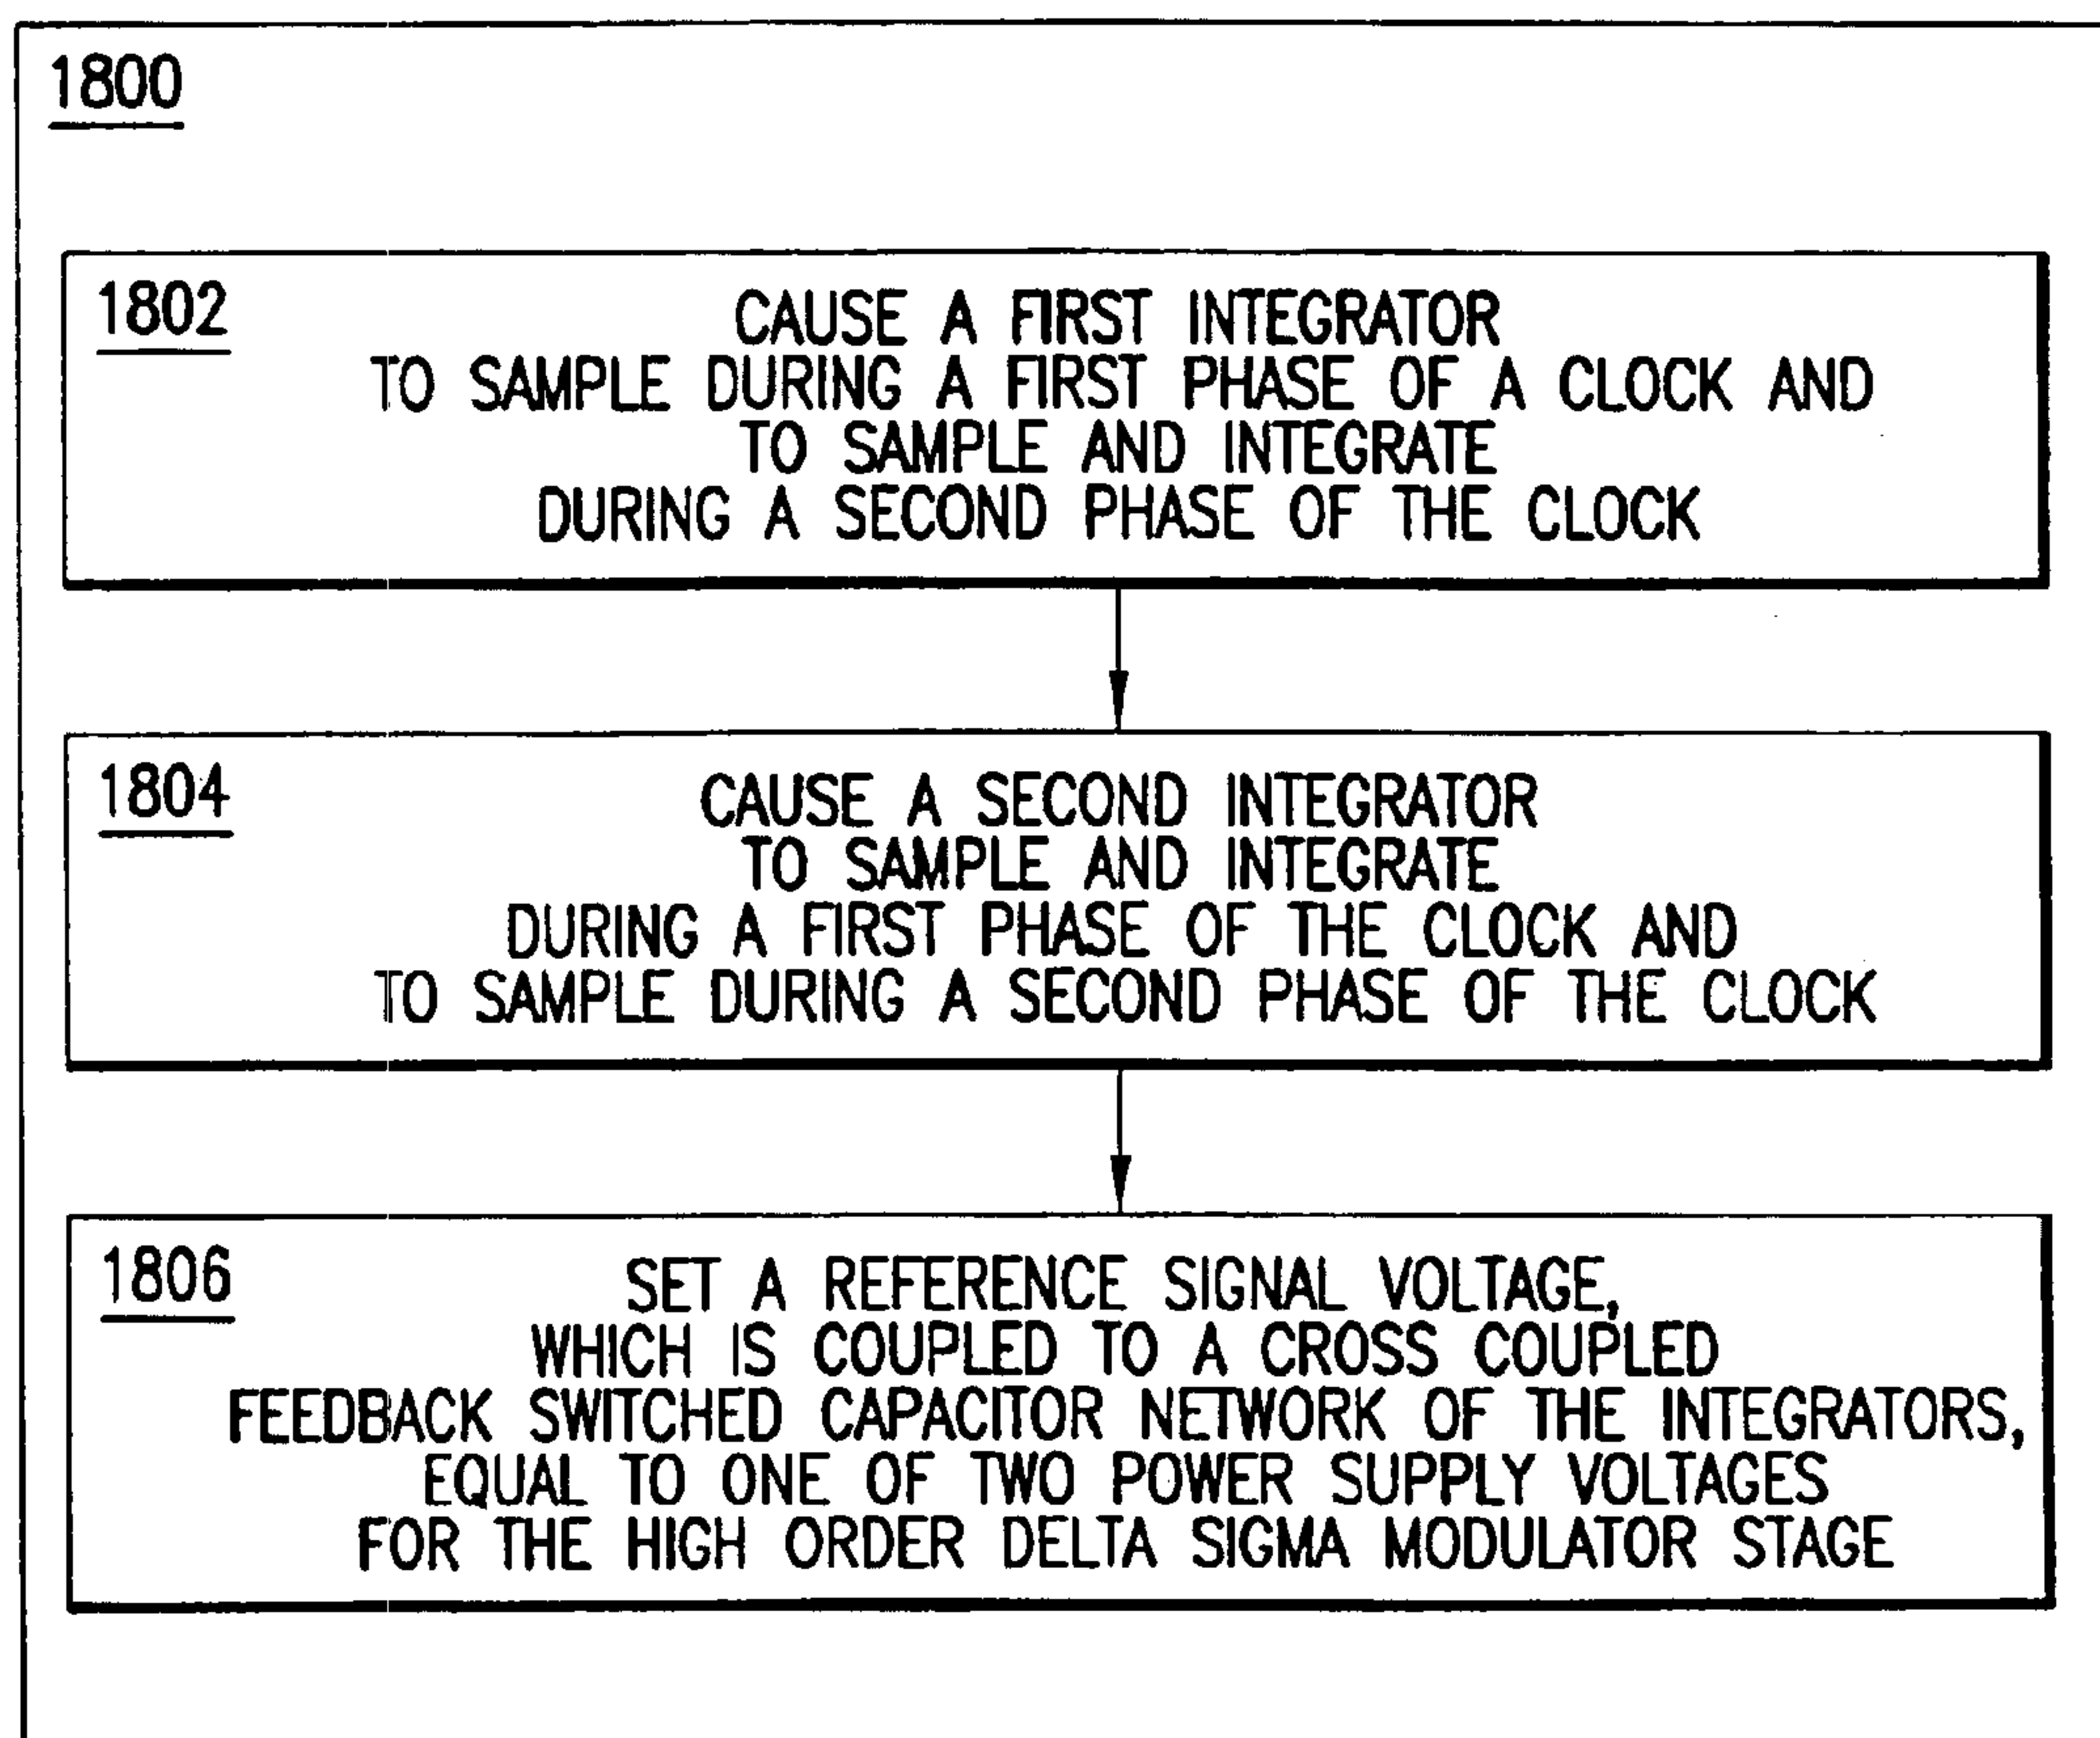 1800
1802
CAUSE A FIRST INTEGRATOR
TO SAMPLE DURING A FIRST PHASE OF A CLOCK AND
TO SAMPLE AND INTEGRATE
DURING A SECOND PHASE OF THE CLOCK
1804
CAUSE A SECOND INTEGRATOR
TO SAMPLE AND INTEGRATE
DURING A FIRST PHASE OF THE CLOCK AND
TO SAMPLE DURING A SECOND PHASE OF THE CLOCK
1806
SET A REFERENCE SIGNAL VOLTAGE,
WHICH IS COUPLED TO A CROSS COUPLED
FEEDBACK SWITCHED CAPACITOR NETWORK OF THE INTEGRATORS,
EQUAL TO ONE OF TWO POWER SUPPLY VOLTAGES
FOR THE HIGH ORDER DELTA SIGMA MODULATOR STAGE